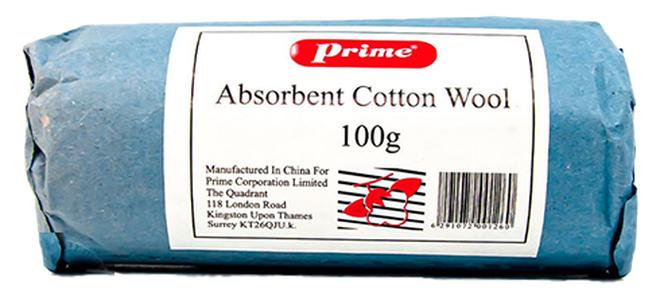 Prime®
Absorbent Cotton Wool
100g
Manufactured In China For
Prime Corporation Limited
The Quadrant
118 London Road
Kingston Upon Thames
Surrey KT26QJU.k.
6291072001260